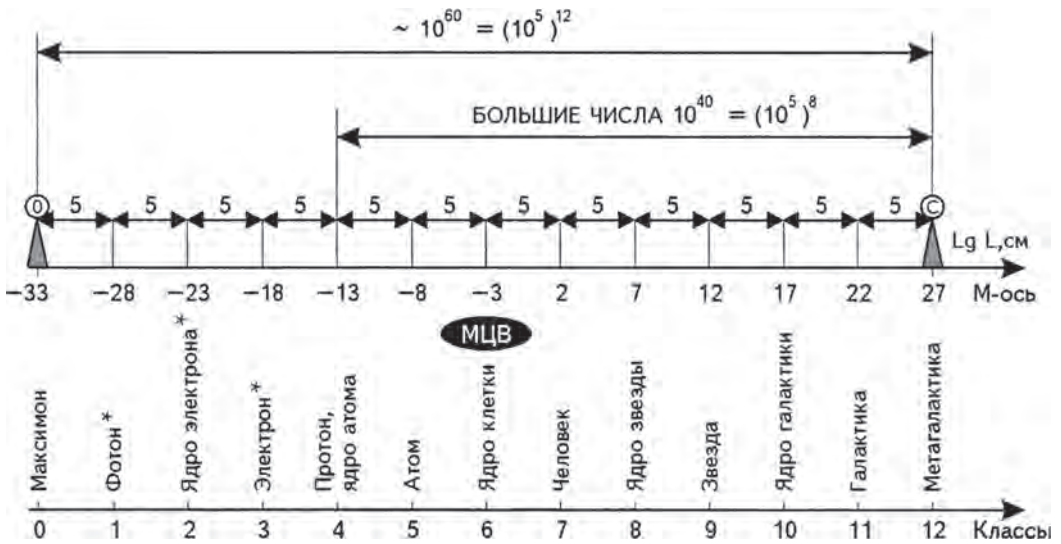 ~ 10^60 = (10^5)^12
БОЛЬШИЕ ЧИСЛА 10^40 = (10^5)^8
0 5 5 5 5 5 5 5 5 5 5 5 5 C
Lg L,см
−33 −28 −23 −18 −13 −8 −3 2 7 12 17 22 27 М-ось
МЦВ
Максимон
Фотон*
Ядро электрона*
Электрон*
Протон,
ядро атома
Атом
Ядро клетки
Человек
Ядро звезды
Звезда
Ядро галактики
Галактика
Метагалактика
0 1 2 3 4 5 6 7 8 9 10 11 12 Классы